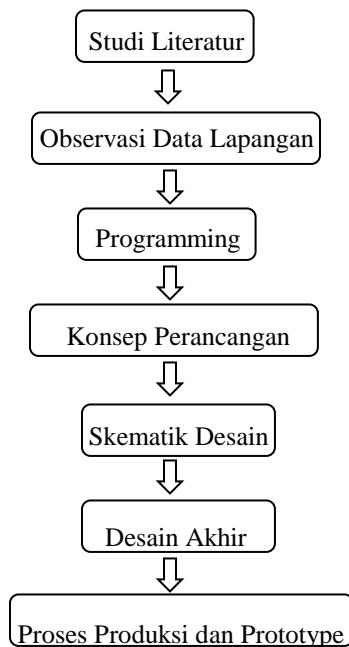 Studi Literatur
Observasi Data Lapangan
Programming
Konsep Perancangan
Skematik Desain
Desain Akhir
Proses Produksi dan Prototype